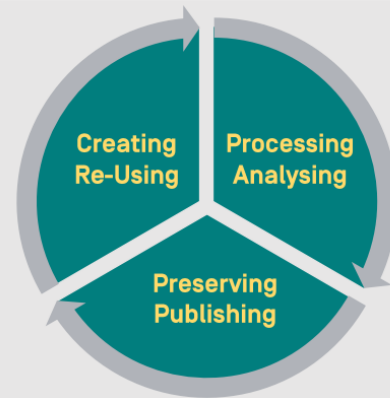 Creating
Re-Using
Processing
Analysing
Preserving
Publishing